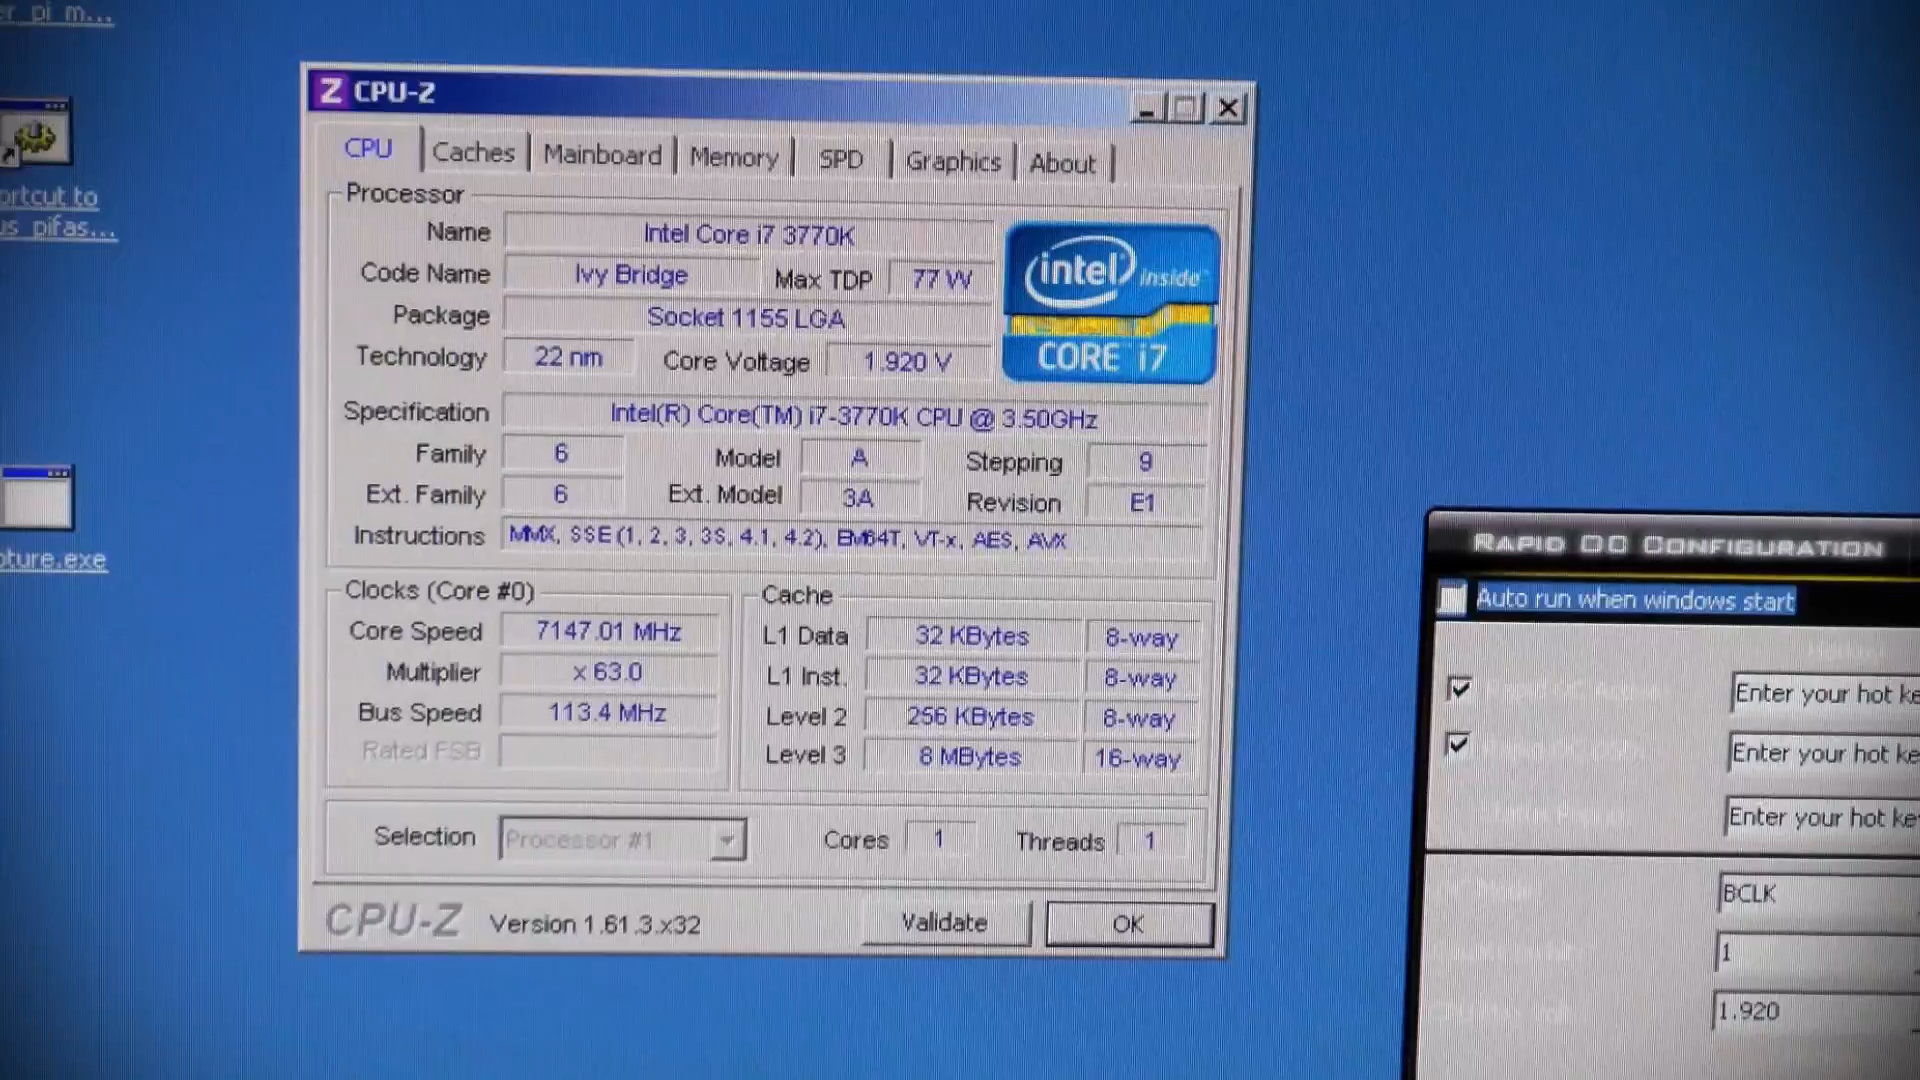 er pi m...
ortcut to
us pifas...
pture.exe
Z CPU-Z
CPU Caches Mainboard Memory SPD Graphics About
Processor
Name Intel Core i7 3770K
Code Name Ivy Bridge Max TDP 77 W
Package Socket 1155 LGA
Technology 22 nm Core Voltage 1.920 V
intel inside
CORE i7
Specification Intel(R) Core(TM) i7-3770K CPU @ 3.50GHz
Family 6 Model A Stepping 9
Ext. Family 6 Ext. Model 3A Revision E1
Instructions MMX, SSE (1, 2, 3, 3S, 4.1, 4.2), EM64T, VT-x, AES, AVX
Clocks (Core #0)
Core Speed 7147.01 MHz
Multiplier x 63.0
Bus Speed 113.4 MHz
Rated FSB
Cache
L1 Data 32 KBytes 8-way
L1 Inst. 32 KBytes 8-way
Level 2 256 KBytes 8-way
Level 3 8 MBytes 16-way
Selection Processor #1 Cores 1 Threads 1
CPU-Z Version 1.61.3.x32 Validate OK
RAPID OC CONFIGURATION
Auto run when windows start
Enter your hot ke
Enter your hot ke
Enter your hot key
BCLK
1
1.920